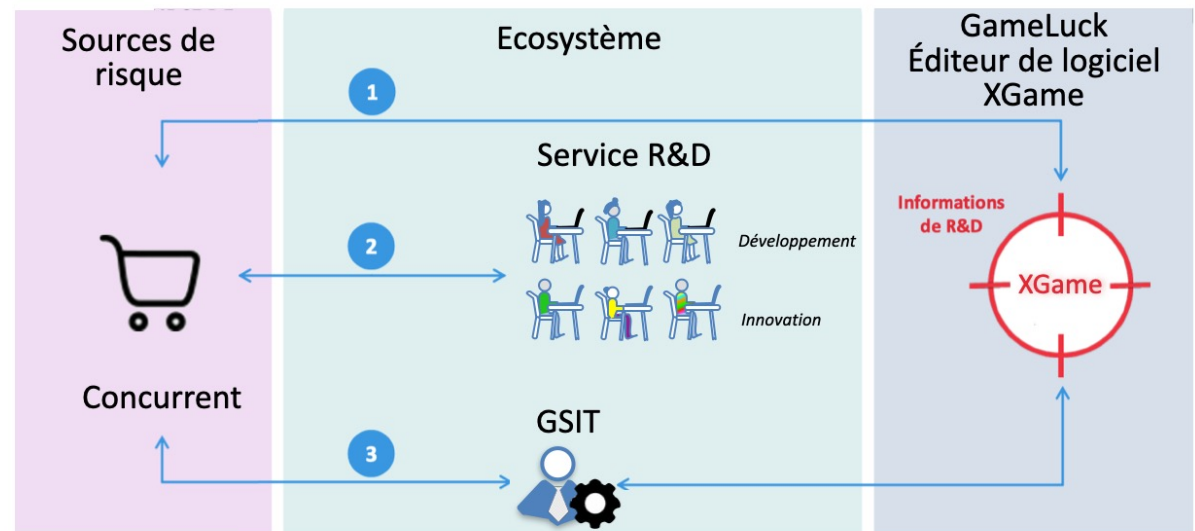 Sources de
risque
Ecosystème
GameLuck
Éditeur de logiciel
XGame
1
Service R&D
Informations
de R&D
Développement
2
XGame
Innovation
Concurrent
GSIT
3